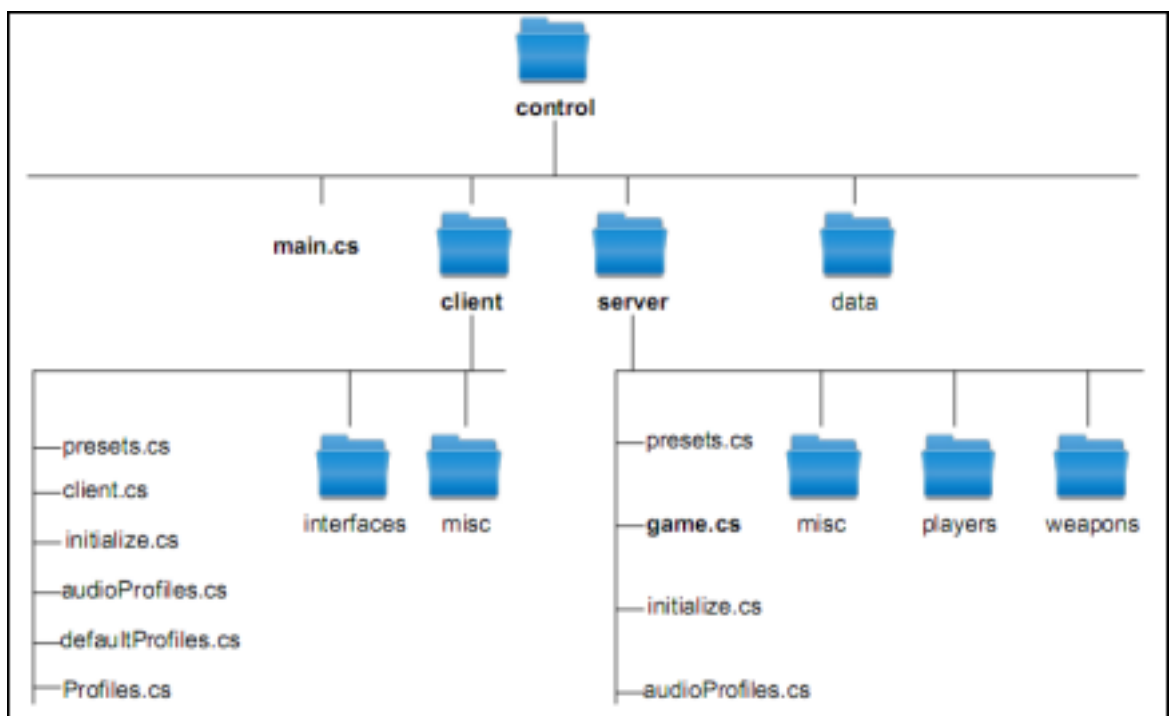 control
main.cs
client
server
data
presets.cs
client.cs
initialize.cs
audioProfiles.cs
defaultProfiles.cs
Profiles.cs
interfaces
misc
presets.cs
game.cs
initialize.cs
audioProfiles.cs
misc
players
weapons